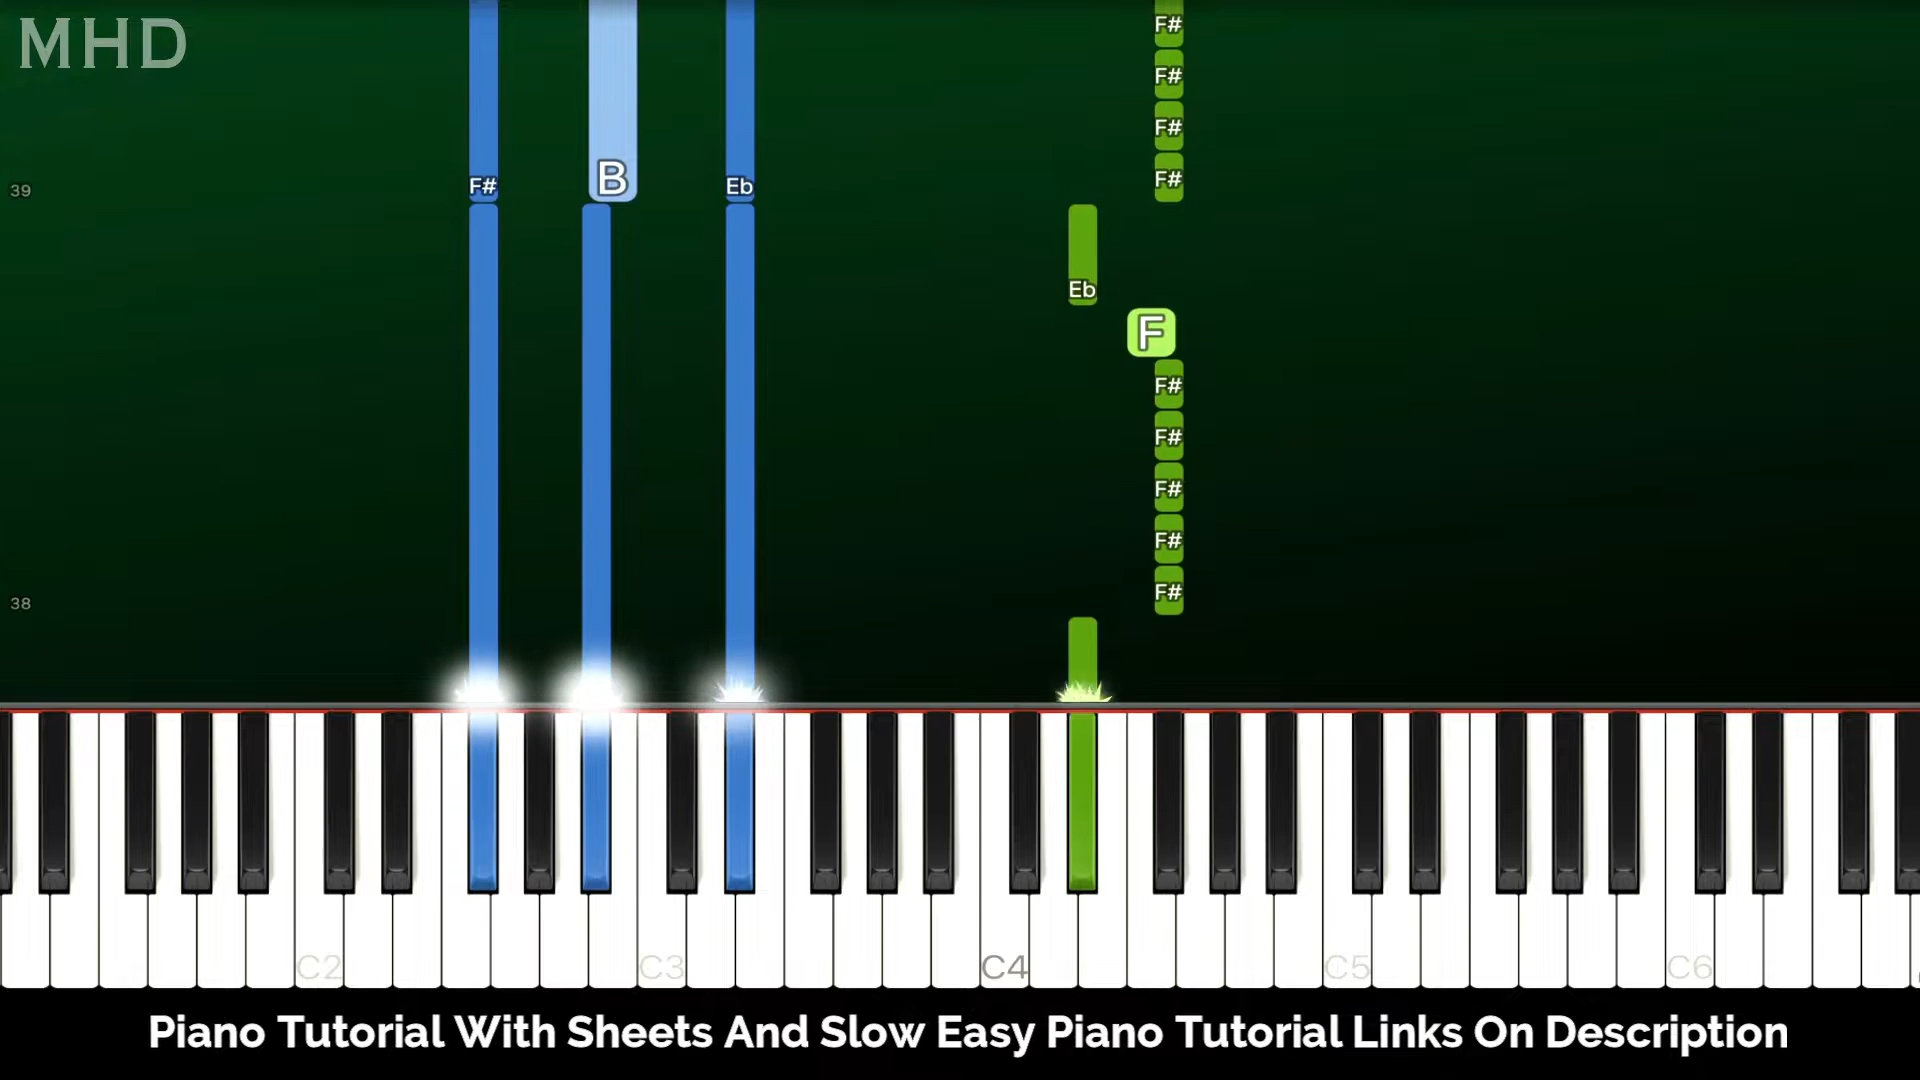 MHD
F#
F#
F#
F#
39
F#
B
Eb
Eb
F
F#
F#
F#
F#
F#
38
C2
C3
C4
C5
C6
Piano Tutorial With Sheets And Slow Easy Piano Tutorial Links On Description